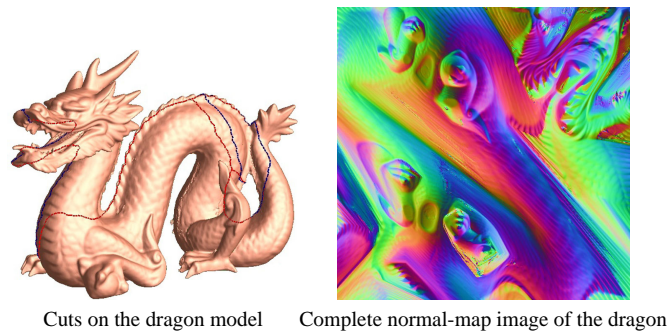 Cuts on the dragon model
Complete normal-map image of the dragon